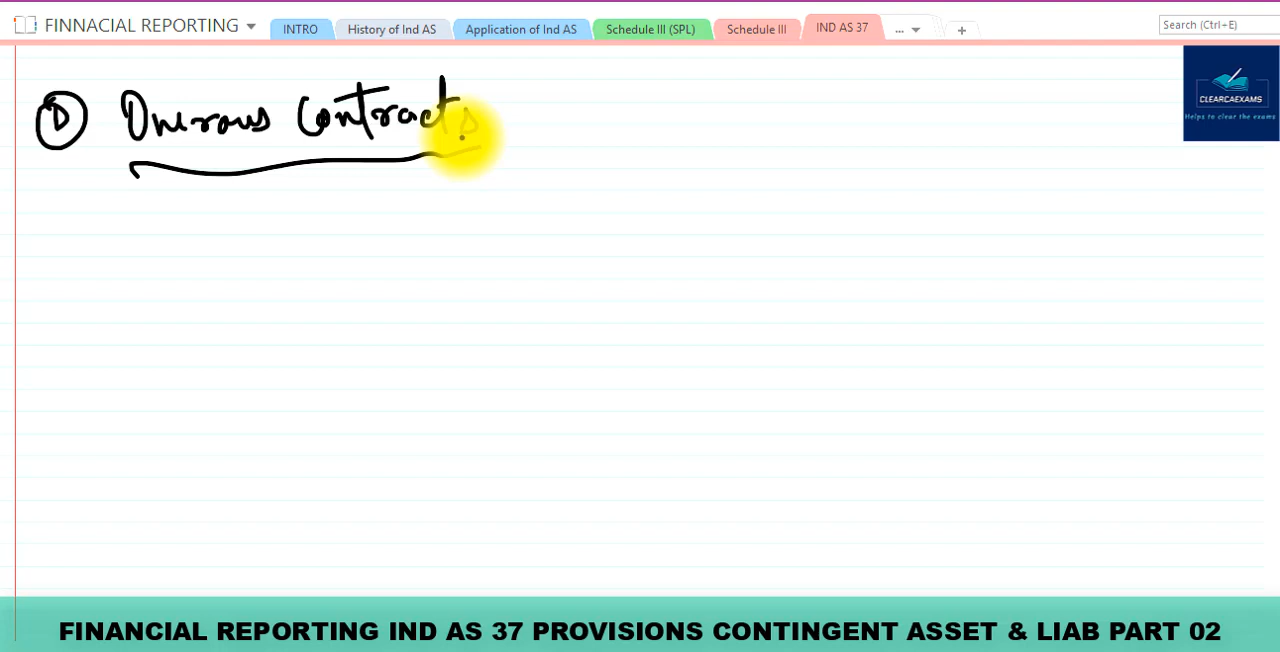 FINNACIAL REPORTING
INTRO
History of Ind AS
Application of Ind AS
Schedule III (SPL)
Schedule III
IND AS 37
...
+
Search (Ctrl+E)
CLEARCAEXAMS
Helps to clear the exams
D Onerous Contracts
FINANCIAL REPORTING IND AS 37 PROVISIONS CONTINGENT ASSET & LIAB PART 02